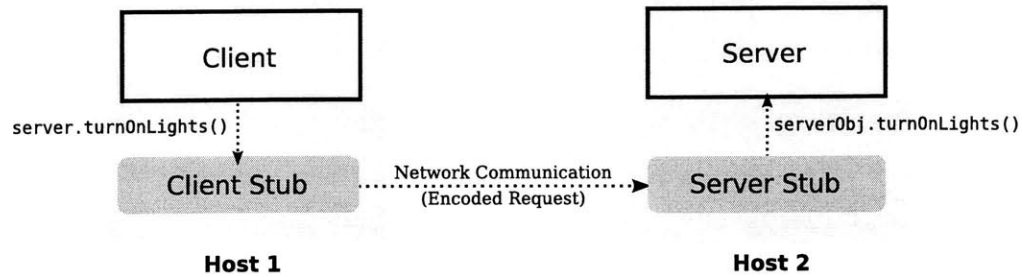 Client
Server
server.turnOnLights()
serverObj.turnOnLights()
Client Stub
Network Communication
(Encoded Request)
Server Stub
Host 1
Host 2